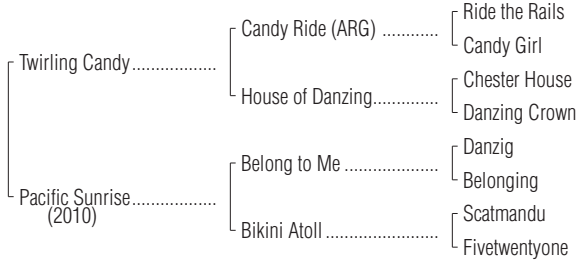 Ride the Rails
Candy Ride (ARG) ............
Candy Girl
Twirling Candy..................
Chester House
House of Danzing..............
Danzing Crown
Danzig
Belong to Me ....................
Belonging
Pacific Sunrise..................
(2010)
Scatmandu
Bikini Atoll ........................
Fivetwentyone